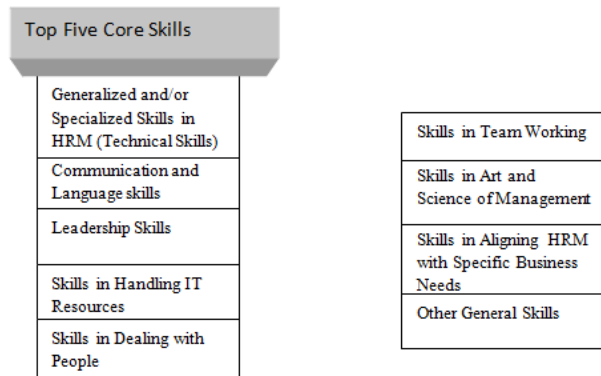 Top Five Core Skills
Generalized and/or
Specialized Skills in
HRM (Technical Skills)
Communication and
Language skills
Leadership Skills
Skills in Handling IT
Resources
Skills in Dealing with
People
Skills in Team Working
Skills in Art and
Science of Management
Skills in Aligning HRM
with Specific Business
Needs
Other General Skills